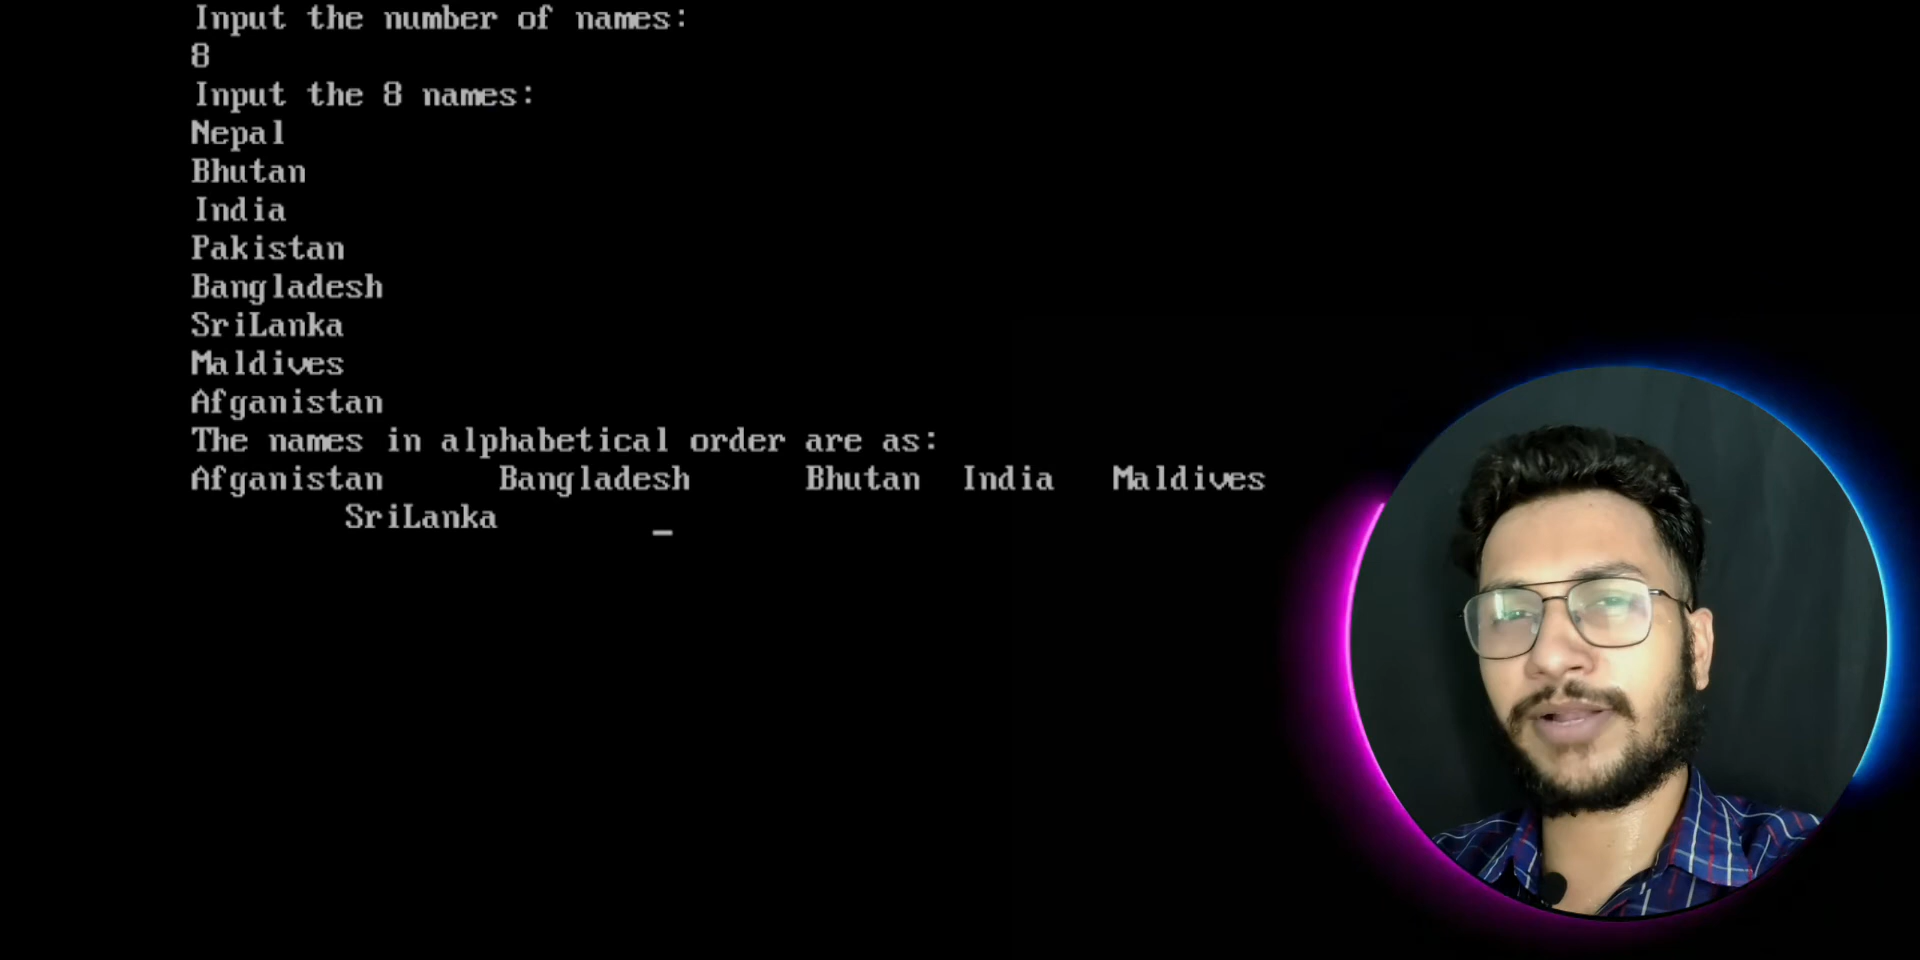 Input the number of names:
8
Input the 8 names:
Nepal
Bhutan
India
Pakistan
Bangladesh
SriLanka
Maldives
Afganistan
The names in alphabetical order are as:
Afganistan Bangladesh Bhutan India Maldives
SriLanka